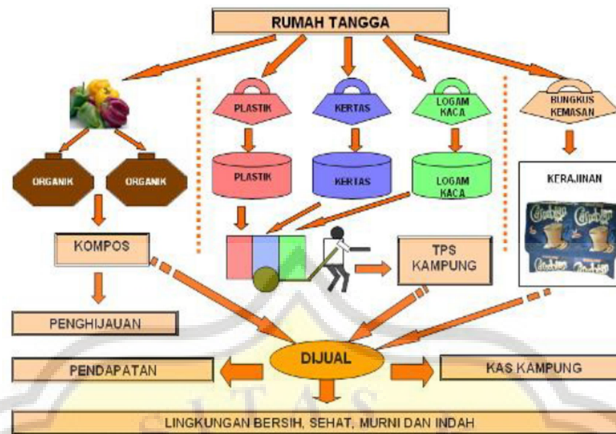 RUMAH TANGGA
PLASTIK
KERTAS
LOGAM
KACA
BUNGKUS
KEMASAN
ORGANIK
ORGANIK
PLASTIK
KERTAS
LOGAM
KACA
KERAJINAN
KOMPOS
TPS
KAMPUNG
PENGHIJAUAN
DIJUAL
PENDAPATAN
KAS KAMPUNG
LINGKUNGAN BERSIH, SEHAT, MURNI DAN INDAH